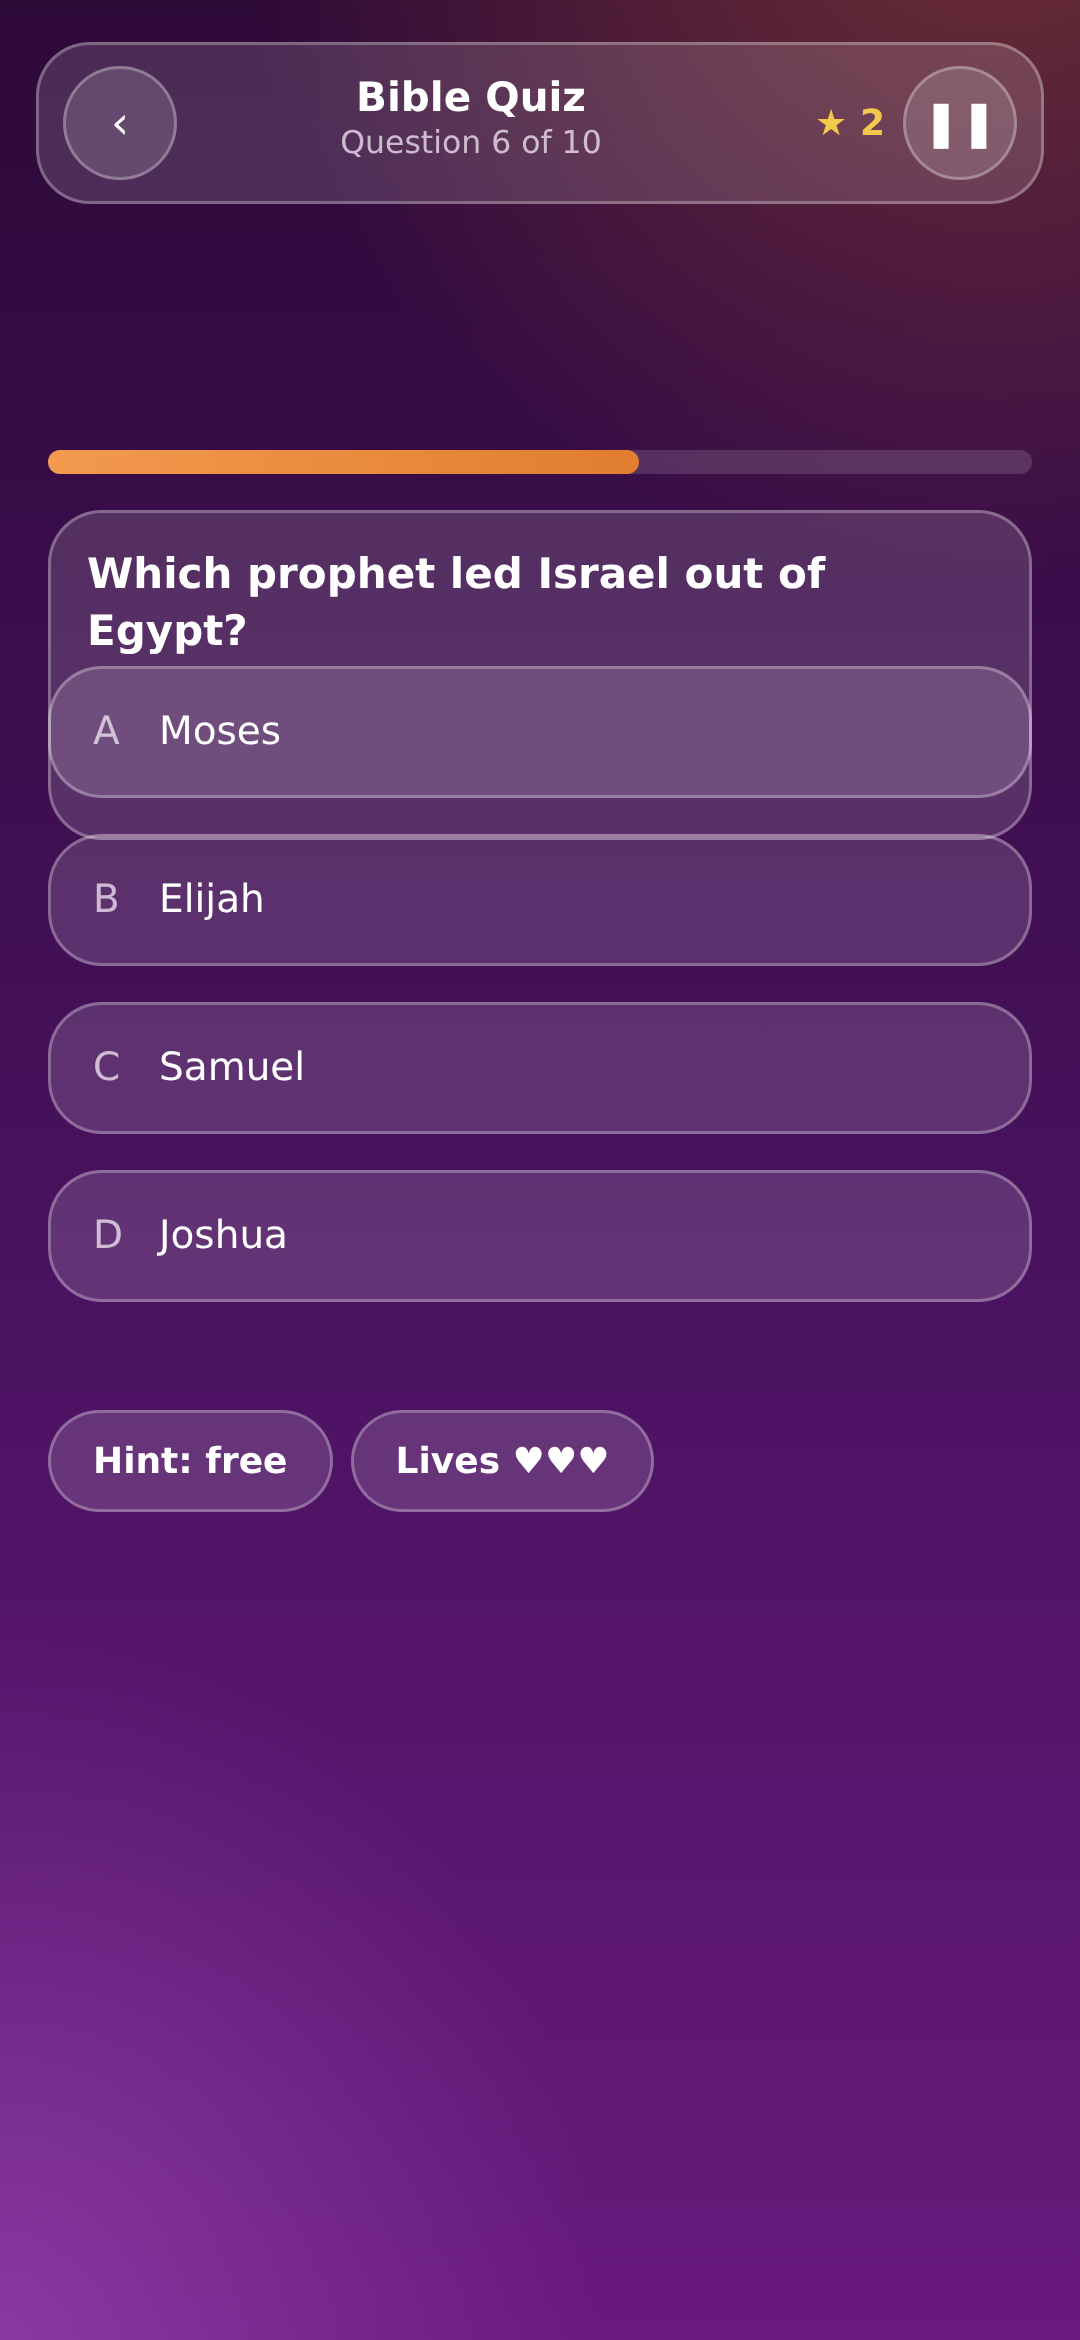 Bible Quiz
Question 6 of 10
★ 2
Which prophet led Israel out of
Egypt?
A Moses
B Elijah
C Samuel
D Joshua
Hint: free
Lives ♥♥♥